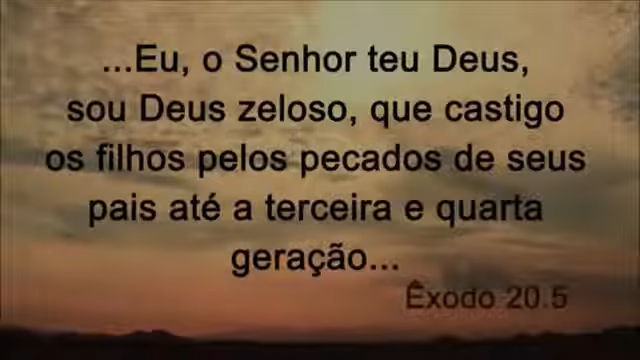 ...Eu, o Senhor teu Deus,
sou Deus zeloso, que castigo
os filhos pelos pecados de seus
pais até a terceira e quarta
geração...
Êxodo 20.5